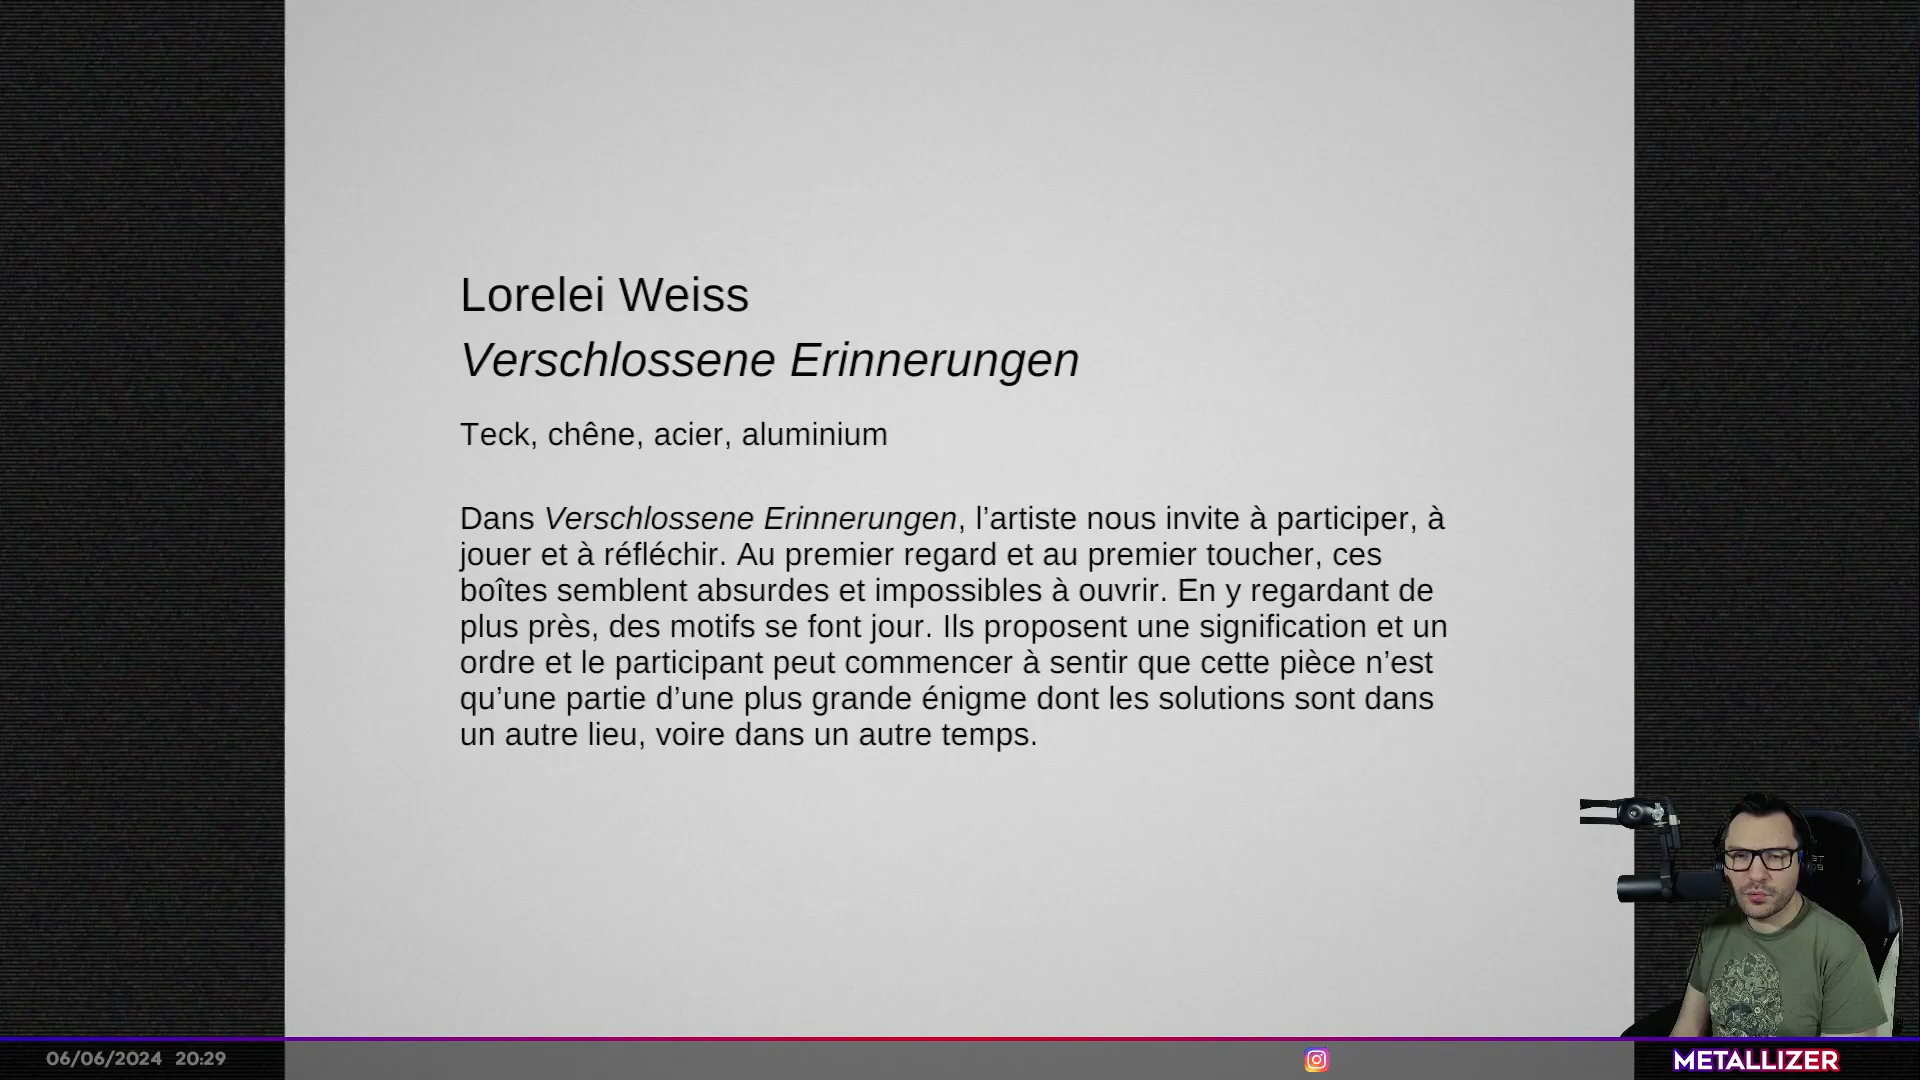 Lorelei Weiss
Verschlossene Erinnerungen
Teck, chêne, acier, aluminium
Dans Verschlossene Erinnerungen, l’artiste nous invite à participer, à
jouer et à réfléchir. Au premier regard et au premier toucher, ces
boîtes semblent absurdes et impossibles à ouvrir. En y regardant de
plus près, des motifs se font jour. Ils proposent une signification et un
ordre et le participant peut commencer à sentir que cette pièce n’est
qu’une partie d’une plus grande énigme dont les solutions sont dans
un autre lieu, voire dans un autre temps.
06/06/2024 20:29
METALLIZER